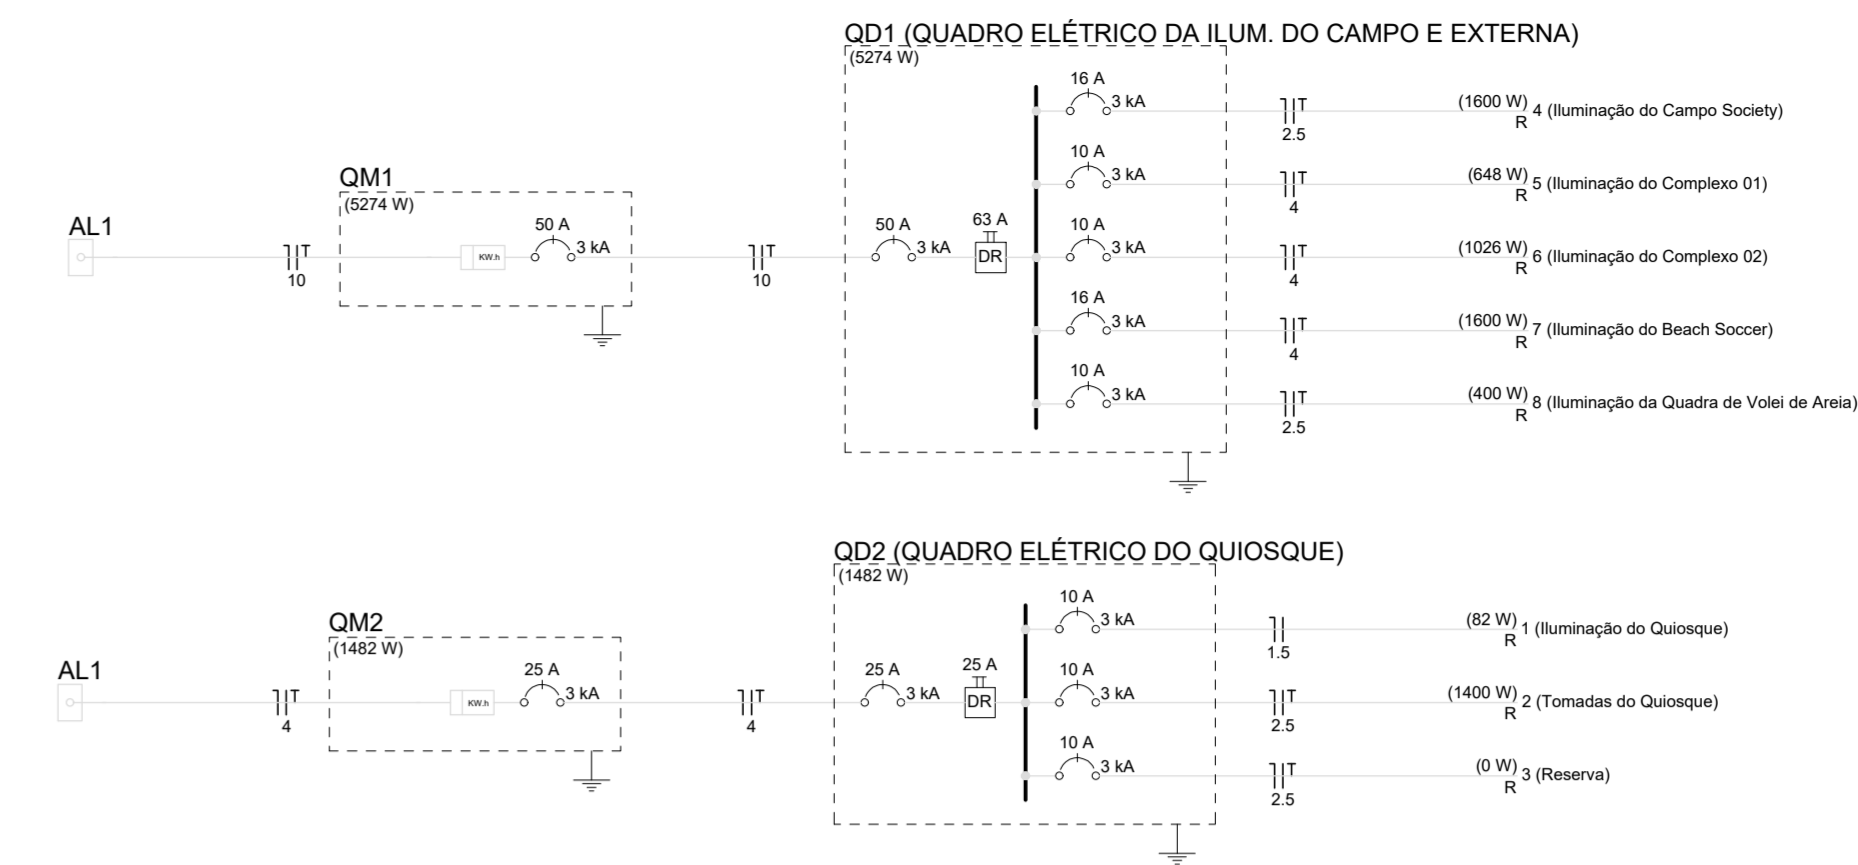 QD1 (QUADRO ELÉTRICO DA ILUM. DO CAMPO E EXTERNA)
(5274 W)
16 A
3 kA
T
2.5
(1600 W)
R
4 (Iluminação do Campo Society)
10 A
3 kA
T
4
(648 W)
R
5 (Iluminação do Complexo 01)
QM1
(5274 W)
AL1
T
10
KW.h
50 A
3 kA
T
10
50 A
3 kA
63 A
DR
10 A
3 kA
T
4
(1026 W)
R
6 (Iluminação do Complexo 02)
16 A
3 kA
T
4
(1600 W)
R
7 (Iluminação do Beach Soccer)
10 A
3 kA
T
2.5
(400 W)
R
8 (Iluminação da Quadra de Volei de Areia)
QD2 (QUADRO ELÉTRICO DO QUIOSQUE)
(1482 W)
10 A
3 kA
1.5
(82 W)
R
1 (Iluminação do Quiosque)
QM2
(1482 W)
AL1
T
4
KW.h
25 A
3 kA
T
4
25 A
3 kA
25 A
DR
10 A
3 kA
T
2.5
(1400 W)
R
2 (Tomadas do Quiosque)
10 A
3 kA
T
2.5
(0 W)
R
3 (Reserva)